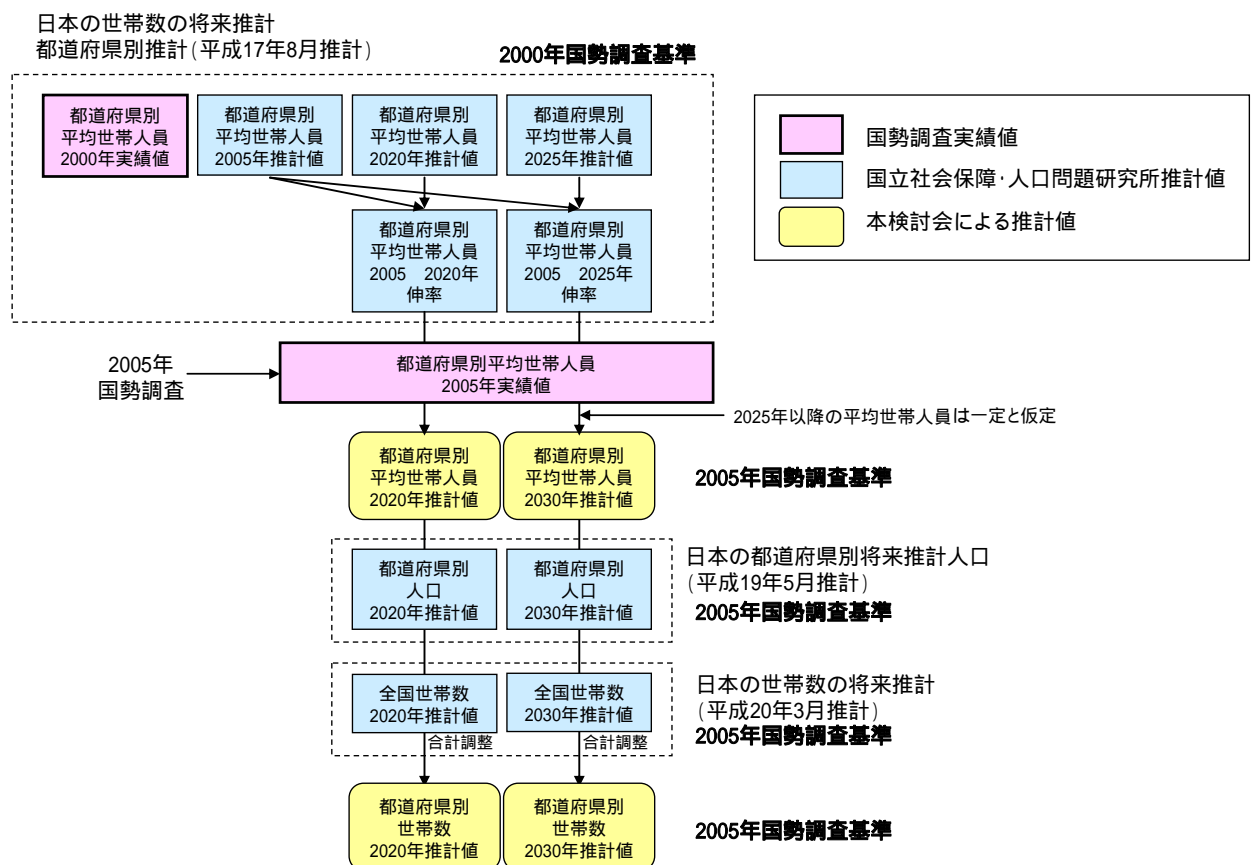 日本の世帯数の将来推計
都道府県別推計(平成17年8月推計)
2000年国勢調査基準
都道府県別
平均世帯人員
2000年実績値
都道府県別
平均世帯人員
2005年推計値
都道府県別
平均世帯人員
2020年推計値
都道府県別
平均世帯人員
2025年推計値
国勢調査実績値
国立社会保障・人口問題研究所推計値
本検討会による推計値
都道府県別
平均世帯人員
2005 2020年
伸率
都道府県別
平均世帯人員
2005 2025年
伸率
2005年
国勢調査
都道府県別平均世帯人員
2005年実績値
2025年以降の平均世帯人員は一定と仮定
都道府県別
平均世帯人員
2020年推計値
都道府県別
平均世帯人員
2030年推計値
2005年国勢調査基準
都道府県別
人口
2020年推計値
都道府県別
人口
2030年推計値
日本の都道府県別将来推計人口
(平成19年5月推計)
2005年国勢調査基準
全国世帯数
2020年推計値
全国世帯数
2030年推計値
日本の世帯数の将来推計
(平成20年3月推計)
2005年国勢調査基準
合計調整
合計調整
都道府県別
世帯数
2020年推計値
都道府県別
世帯数
2030年推計値
2005年国勢調査基準